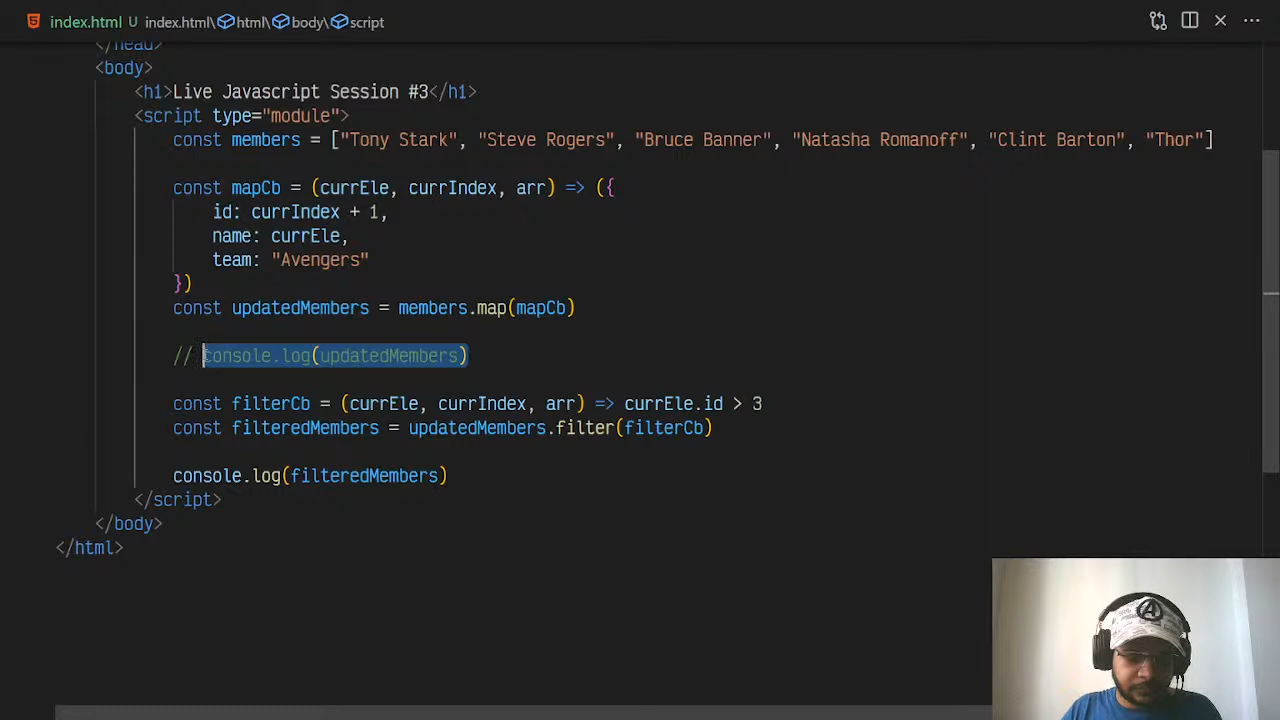 index.html U index.html\html\body\script
</head>
<body>
<h1>Live Javascript Session #3</h1>
<script type="module">
const members = ["Tony Stark", "Steve Rogers", "Bruce Banner", "Natasha Romanoff", "Clint Barton", "Thor"]
const mapCb = (currEle, currIndex, arr) => ({
id: currIndex + 1,
name: currEle,
team: "Avengers"
})
const updatedMembers = members.map(mapCb)
// console.log(updatedMembers)
const filterCb = (currEle, currIndex, arr) => currEle.id > 3
const filteredMembers = updatedMembers.filter(filterCb)
console.log(filteredMembers)
</script>
</body>
</html>
A